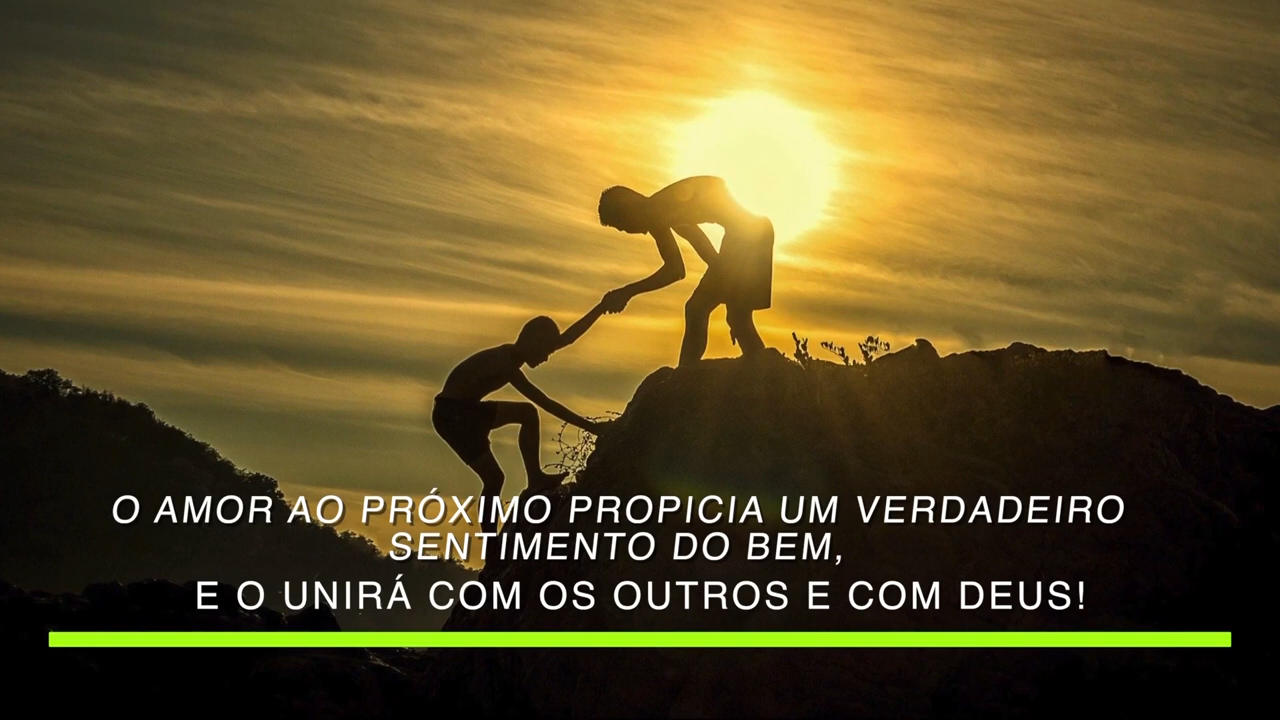 O AMOR AO PRÓXIMO PROPICIA UM VERDADEIRO
SENTIMENTO DO BEM,
E O UNIRÁ COM OS OUTROS E COM DEUS!